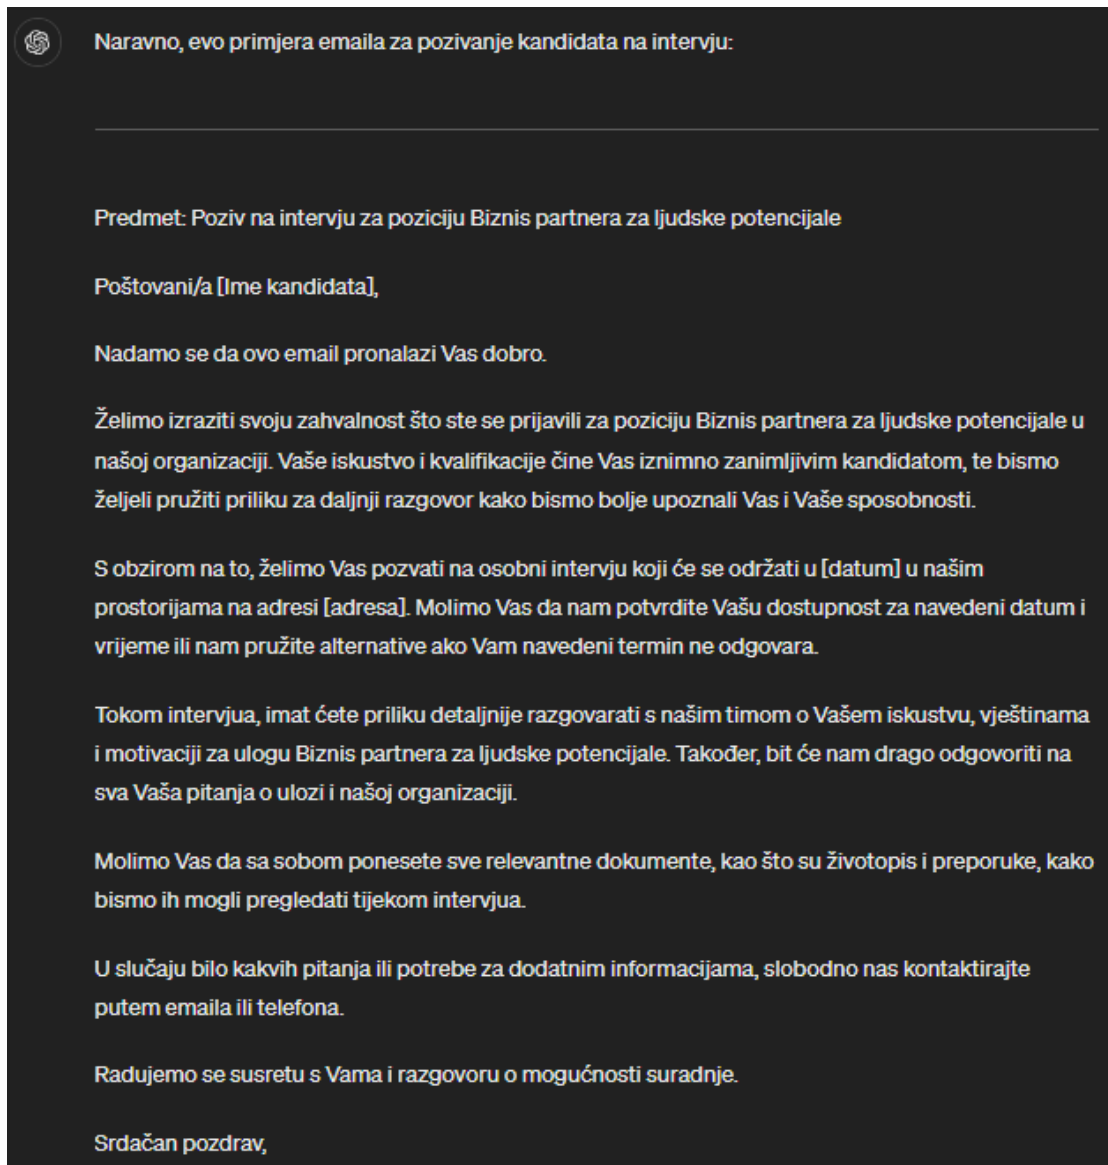 Naravno, evo primjera emaila za pozivanje kandidata na intervju:
Predmet: Poziv na intervju za poziciju Biznis partnera za ljudske potencijale
Poštovani/a [Ime kandidata],
Nadamo se da ovo email pronalazi Vas dobro.
Želimo izraziti svoju zahvalnost što ste se prijavili za poziciju Biznis partnera za ljudske potencijale u
našoj organizaciji. Vaše iskustvo i kvalifikacije čine Vas iznimno zanimljivim kandidatom, te bismo
željeli pružiti priliku za daljnji razgovor kako bismo bolje upoznali Vas i Vaše sposobnosti.
S obzirom na to, želimo Vas pozvati na osobni intervju koji će se održati u [datum] u našim
prostorijama na adresi [adresa]. Molimo Vas da nam potvrdite Vašu dostupnost za navedeni datum i
vrijeme ili nam pružite alternative ako Vam navedeni termin ne odgovara.
Tokom intervjua, imat ćete priliku detaljnije razgovarati s našim timom o Vašem iskustvu, vještinama
i motivaciji za ulogu Biznis partnera za ljudske potencijale. Također, bit će nam drago odgovoriti na
sva Vaša pitanja o ulozi i našoj organizaciji.
Molimo Vas da sa sobom ponesete sve relevantne dokumente, kao što su životopis i preporuke, kako
bismo ih mogli pregledati tijekom intervjua.
U slučaju bilo kakvih pitanja ili potrebe za dodatnim informacijama, slobodno nas kontaktirajte
putem emaila ili telefona.
Radujemo se susretu s Vama i razgovoru o mogućnosti suradnje.
Srdačan pozdrav,